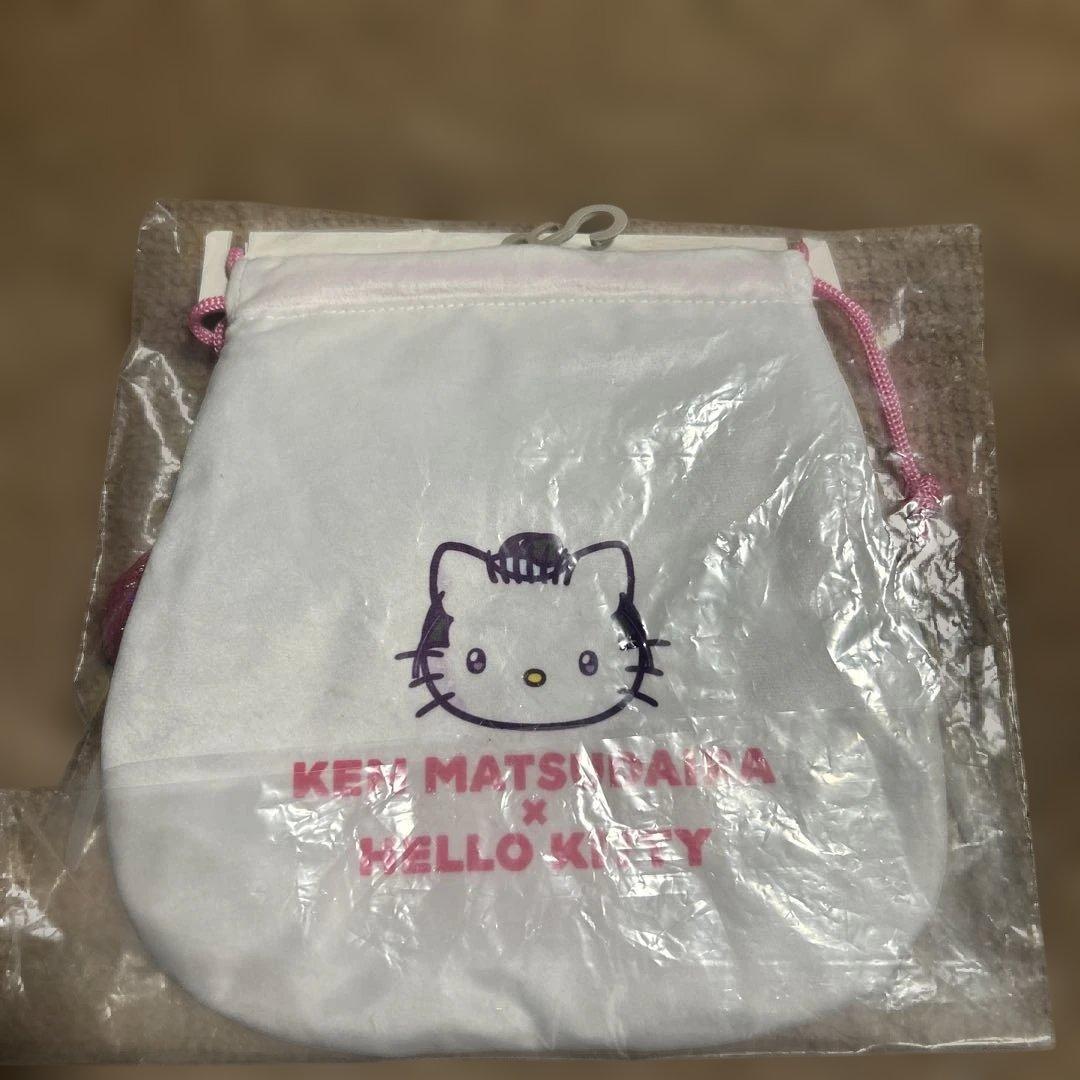 KEN MATSUDAIRA
×
HELLO KITTY